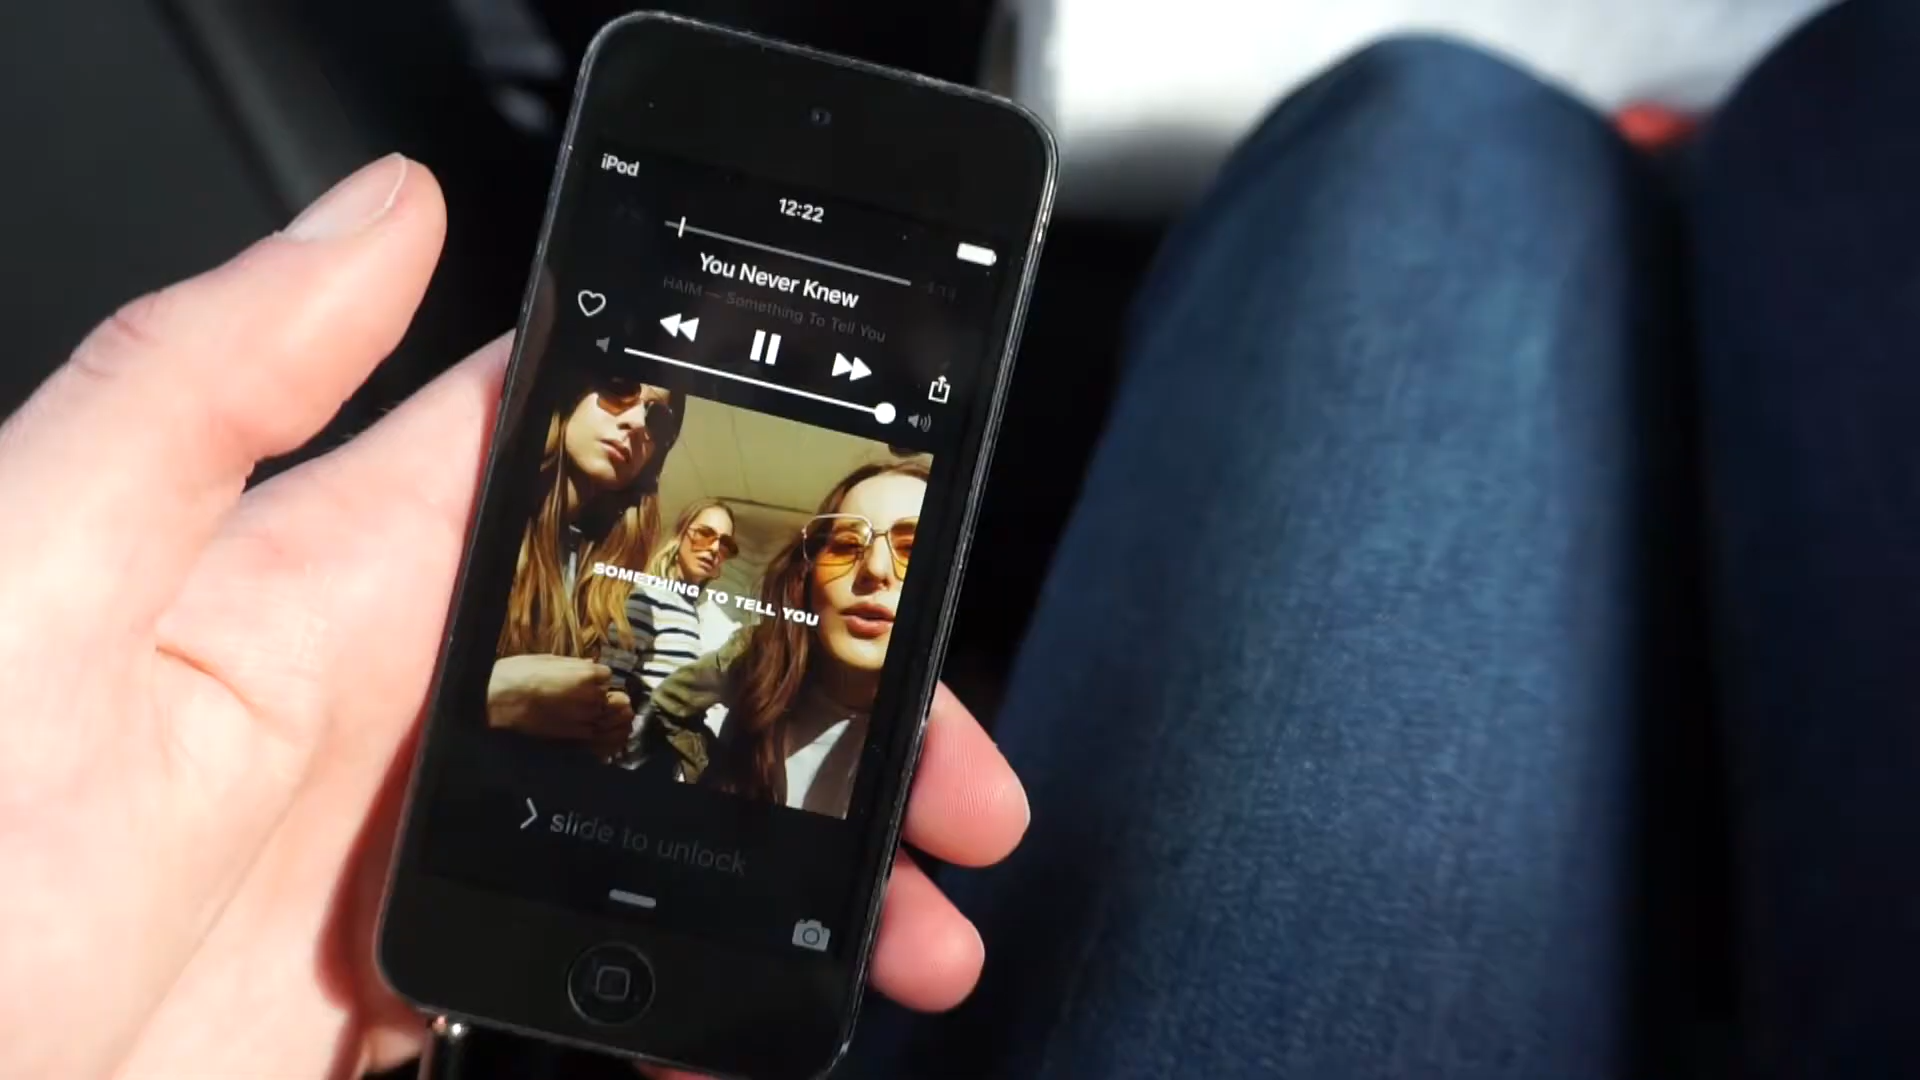 iPod
12:22
You Never Knew
HAIM — Something To Tell You
SOMETHING TO TELL YOU
slide to unlock